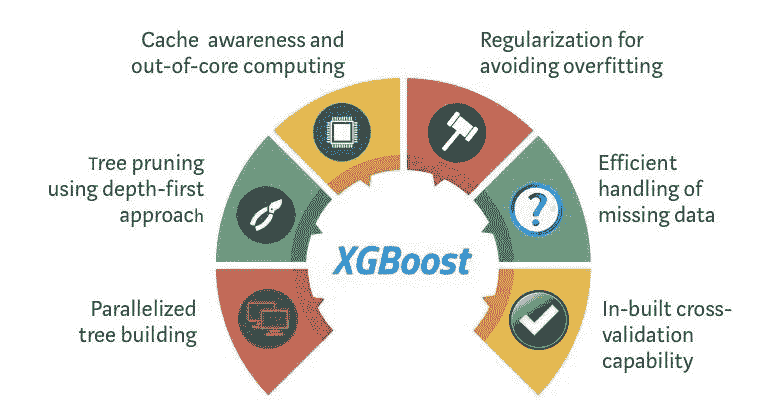 Cache awareness and
out-of-core computing
Regularization for
avoiding overfitting
Tree pruning
using depth-first
approach
Efficient
handling of
missing data
XGBoost
Parallelized
tree building
In-built cross-
validation
capability